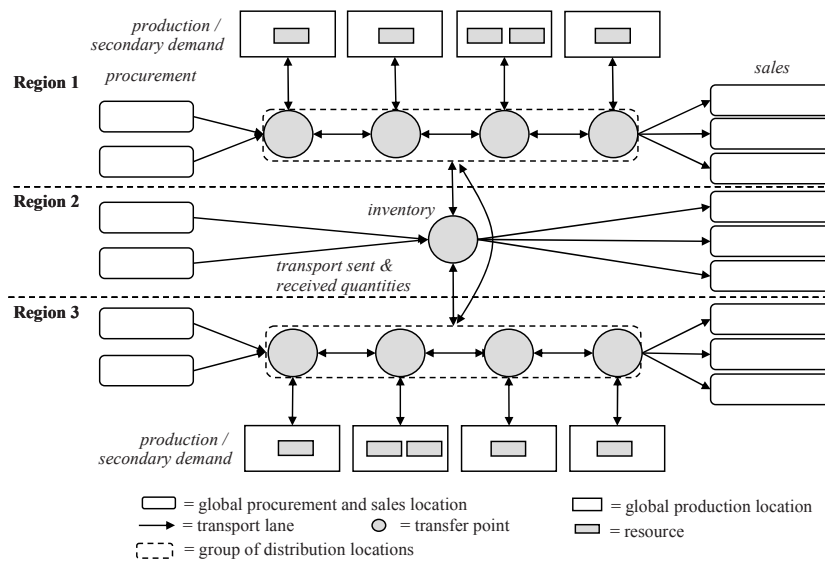 production /
secondary demand
Region 1
procurement
sales
Region 2
inventory
transport sent &
received quantities
Region 3
production /
secondary demand
= global procurement and sales location
= global production location
= transport lane
= transfer point
= resource
= group of distribution locations